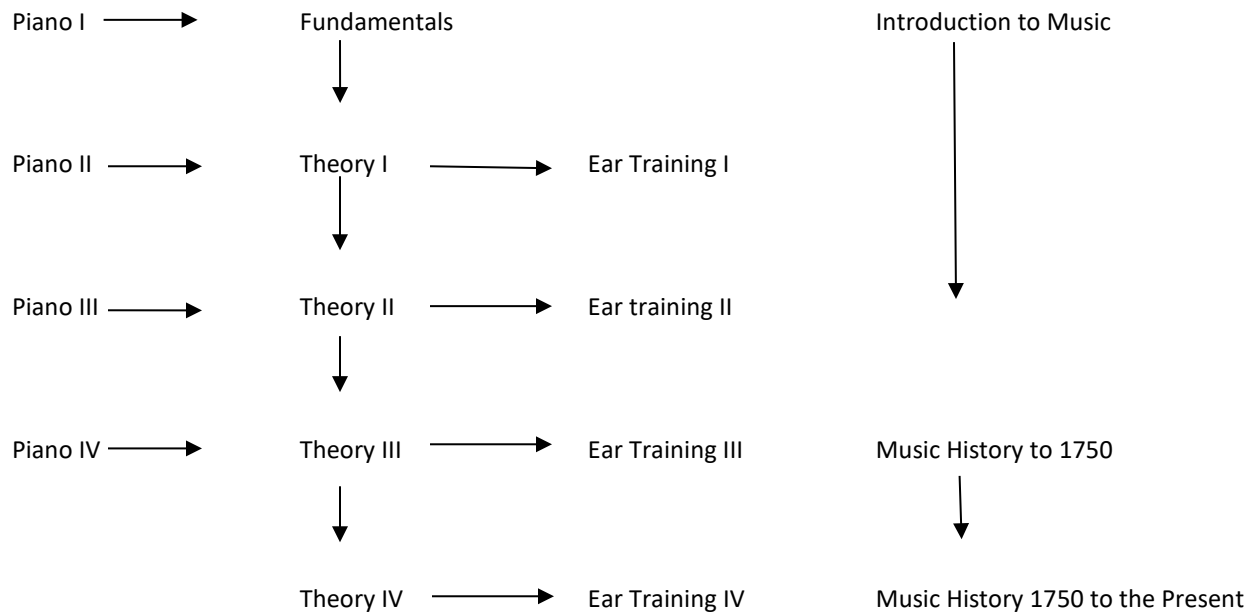 Piano I Fundamentals Introduction to Music
Piano II Theory I Ear Training I
Piano III Theory II Ear training II
Piano IV Theory III Ear Training III Music History to 1750
Theory IV Ear Training IV Music History 1750 to the Present